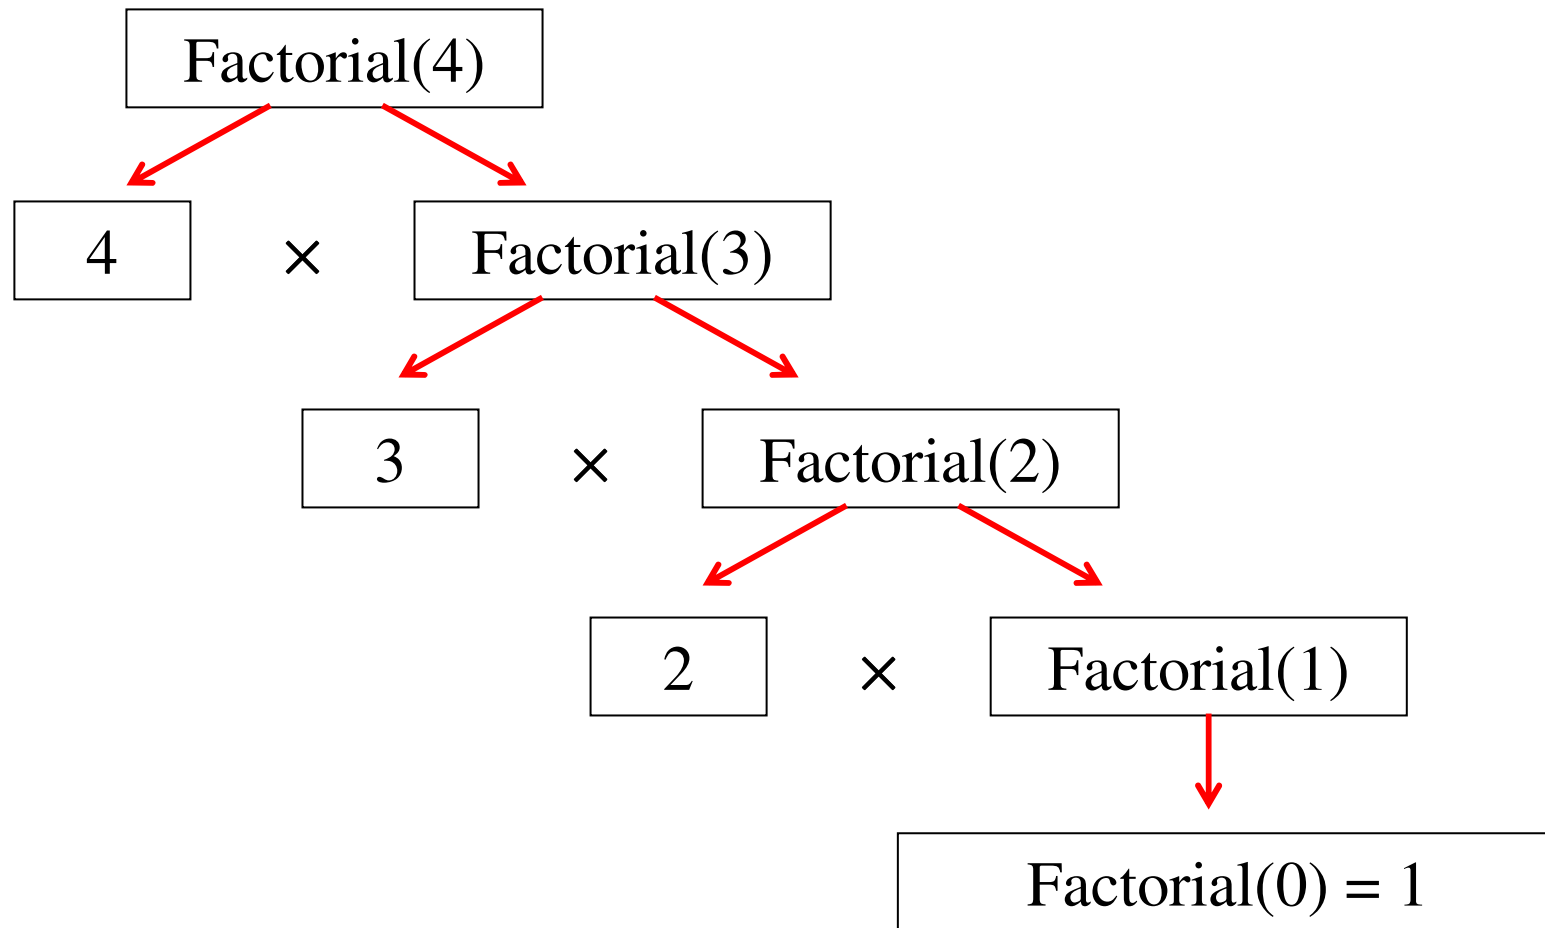 Factorial(4)
4 × Factorial(3)
3 × Factorial(2)
2 × Factorial(1)
Factorial(0) = 1